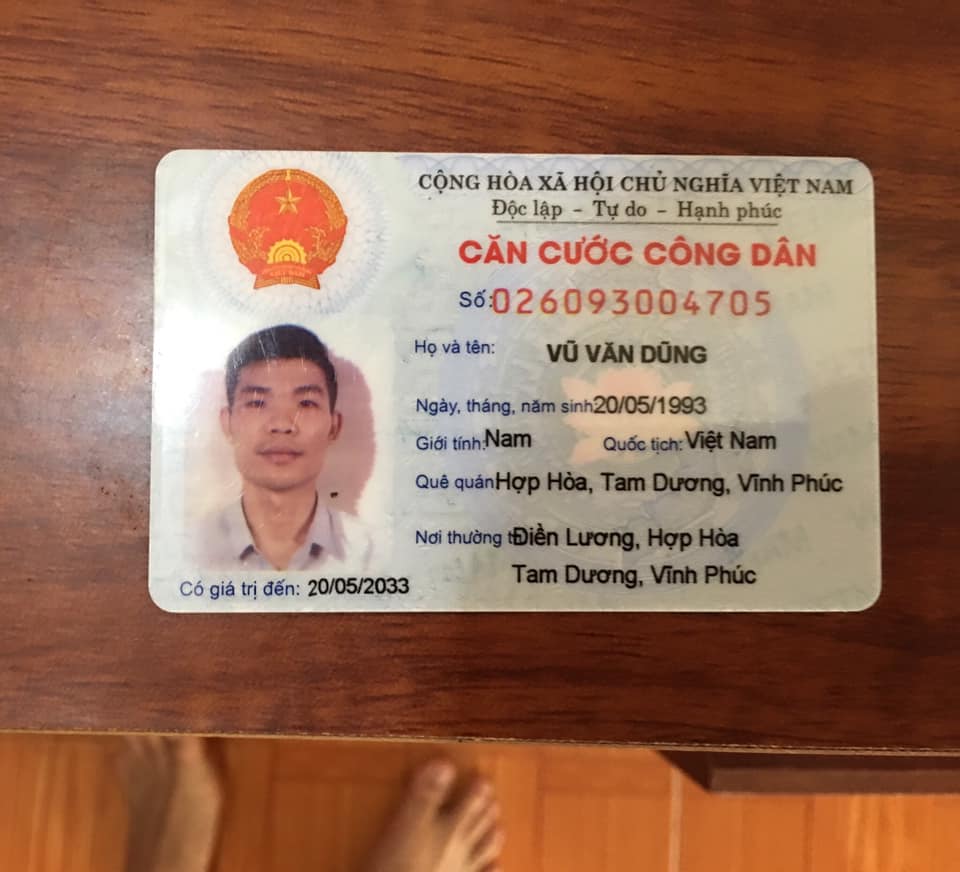 CỘNG HÒA XÃ HỘI CHỦ NGHĨA VIỆT NAM
Độc lập - Tự do - Hạnh phúc
CĂN CƯỚC CÔNG DÂN
Số: 026093004705
Họ và tên: VŨ VĂN DŨNG
Ngày, tháng, năm sinh 20/05/1993
Giới tính: Nam Quốc tịch: Việt Nam
Quê quán Hợp Hòa, Tam Dương, Vĩnh Phúc
Nơi thường t Điền Lương, Hợp Hòa
Tam Dương, Vĩnh Phúc
Có giá trị đến: 20/05/2033